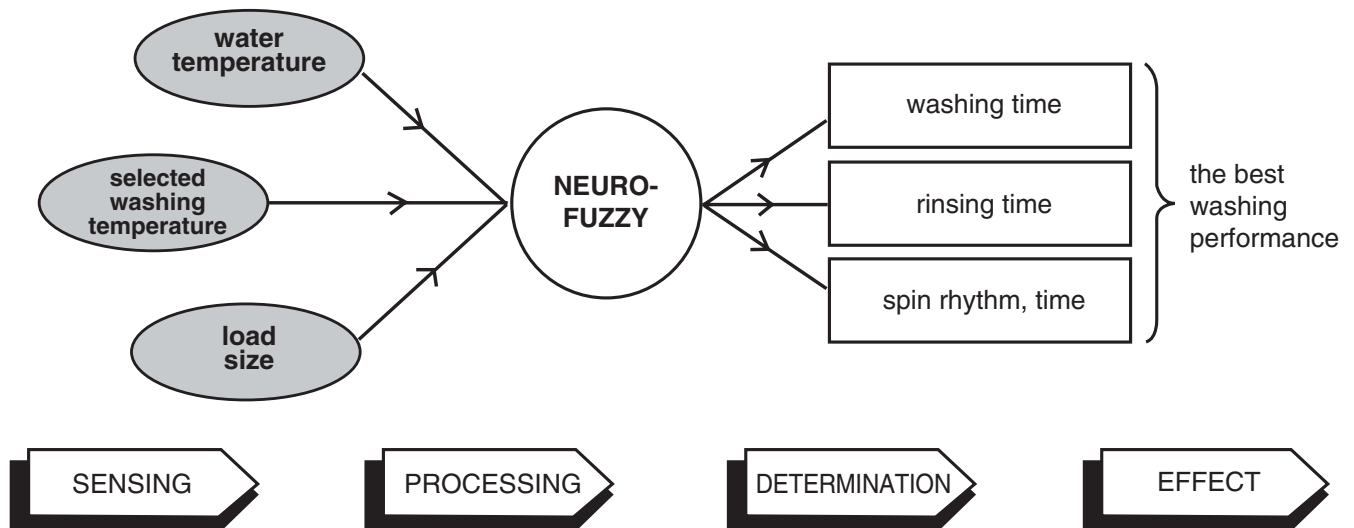 water
temperature
selected
washing
temperature
load
size
NEURO-
FUZZY
washing time
rinsing time
spin rhythm, time
the best
washing
performance
SENSING
PROCESSING
DETERMINATION
EFFECT